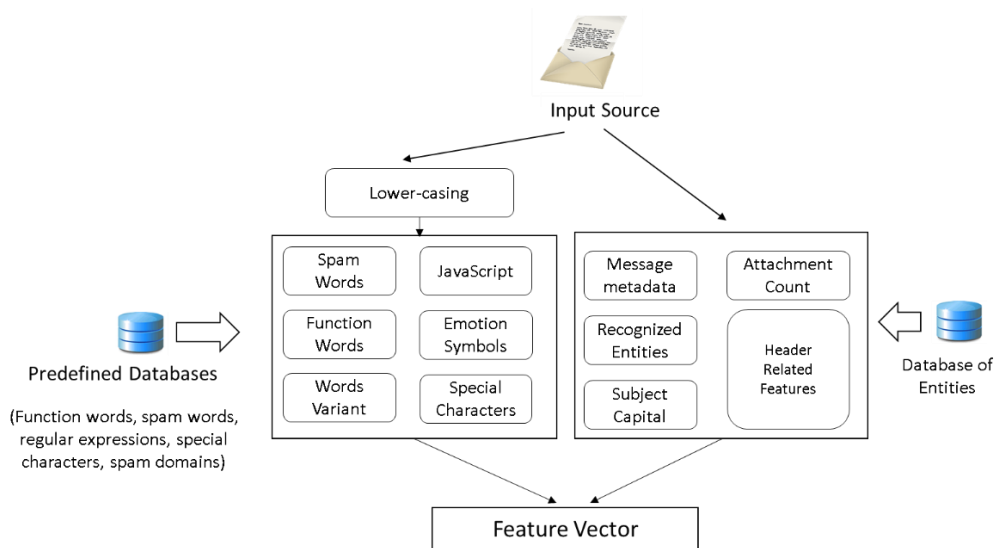 Input Source
Lower-casing
Spam
Words
JavaScript
Function
Words
Emotion
Symbols
Words
Variant
Special
Characters
Message
metadata
Attachment
Count
Recognized
Entities
Header
Related
Features
Subject
Capital
Predefined Databases
(Function words, spam words,
regular expressions, special
characters, spam domains)
Database of
Entities
Feature Vector